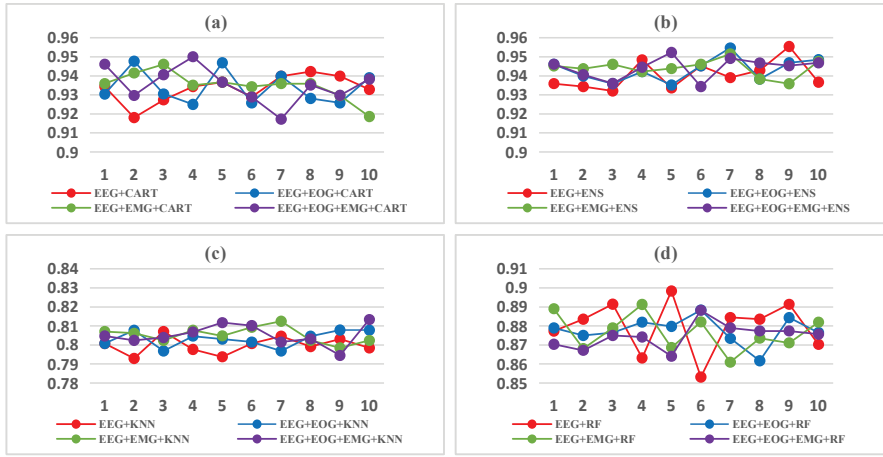 (a)
0.96
0.95
0.94
0.93
0.92
0.91
0.9
1 2 3 4 5 6 7 8 9 10
EEG+CART EEG+EOG+CART
EEG+EMG+CART EEG+EOG+EMG+CART
(b)
0.96
0.95
0.94
0.93
0.92
0.91
0.9
1 2 3 4 5 6 7 8 9 10
EEG+ENS EEG+EOG+ENS
EEG+EMG+ENS EEG+EOG+EMG+ENS
(c)
0.84
0.83
0.82
0.81
0.8
0.79
0.78
1 2 3 4 5 6 7 8 9 10
EEG+KNN EEG+EOG+KNN
EEG+EMG+KNN EEG+EOG+EMG+KNN
(d)
0.91
0.9
0.89
0.88
0.87
0.86
0.85
1 2 3 4 5 6 7 8 9 10
EEG+RF EEG+EOG+RF
EEG+EMG+RF EEG+EOG+EMG+RF